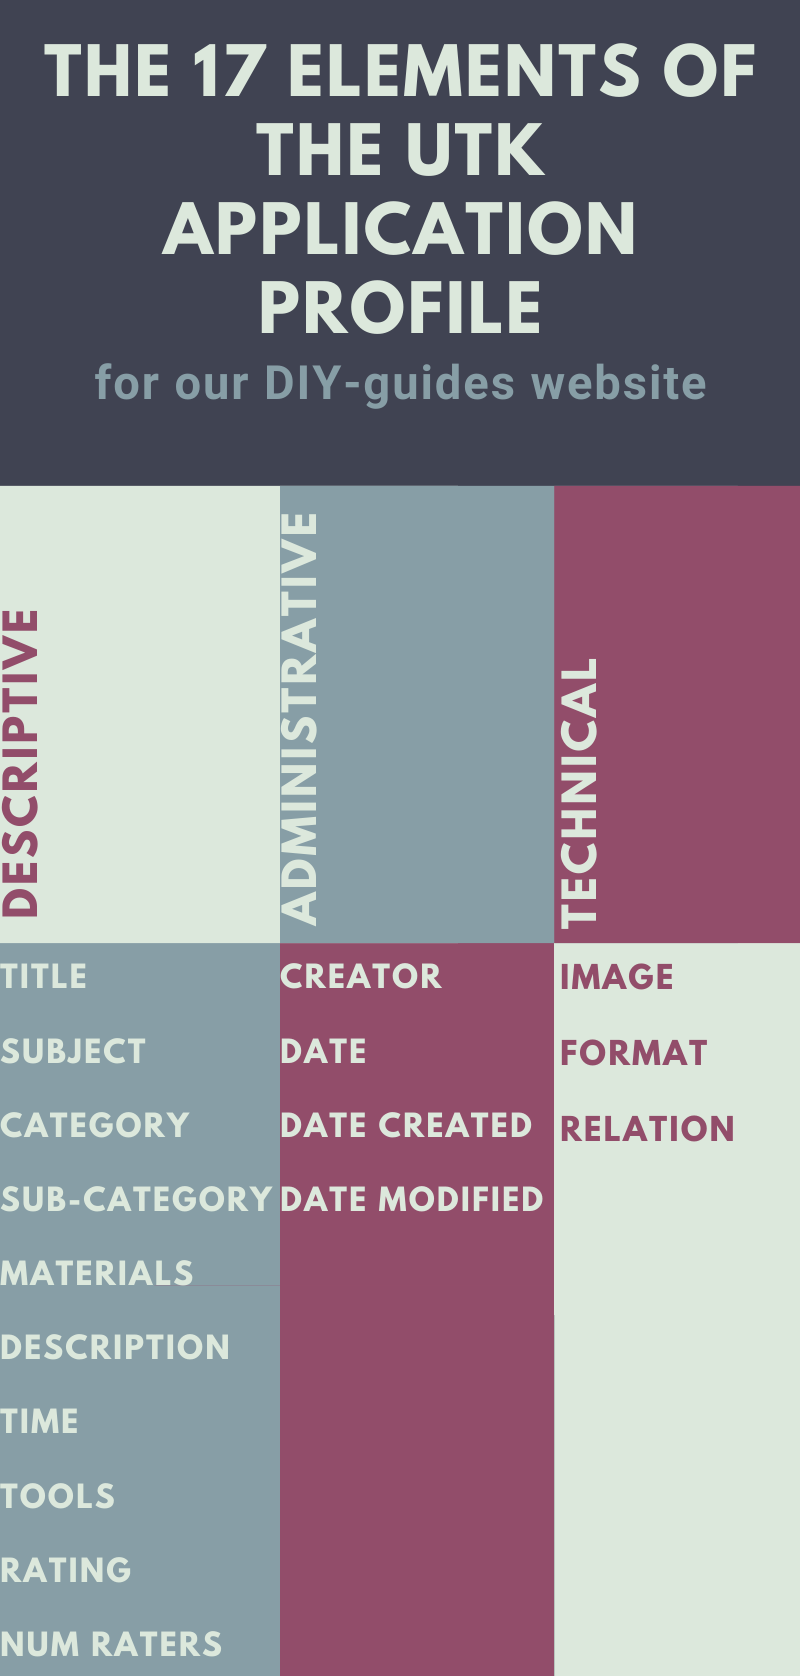 THE 17 ELEMENTS OF
THE UTK
APPLICATION
PROFILE
for our DIY-guides website
DESCRIPTIVE
TITLE
SUBJECT
CATEGORY
SUB-CATEGORY
MATERIALS
DESCRIPTION
TIME
TOOLS
RATING
NUM RATERS
ADMINISTRATIVE
CREATOR
DATE
DATE CREATED
DATE MODIFIED
TECHNICAL
IMAGE
FORMAT
RELATION